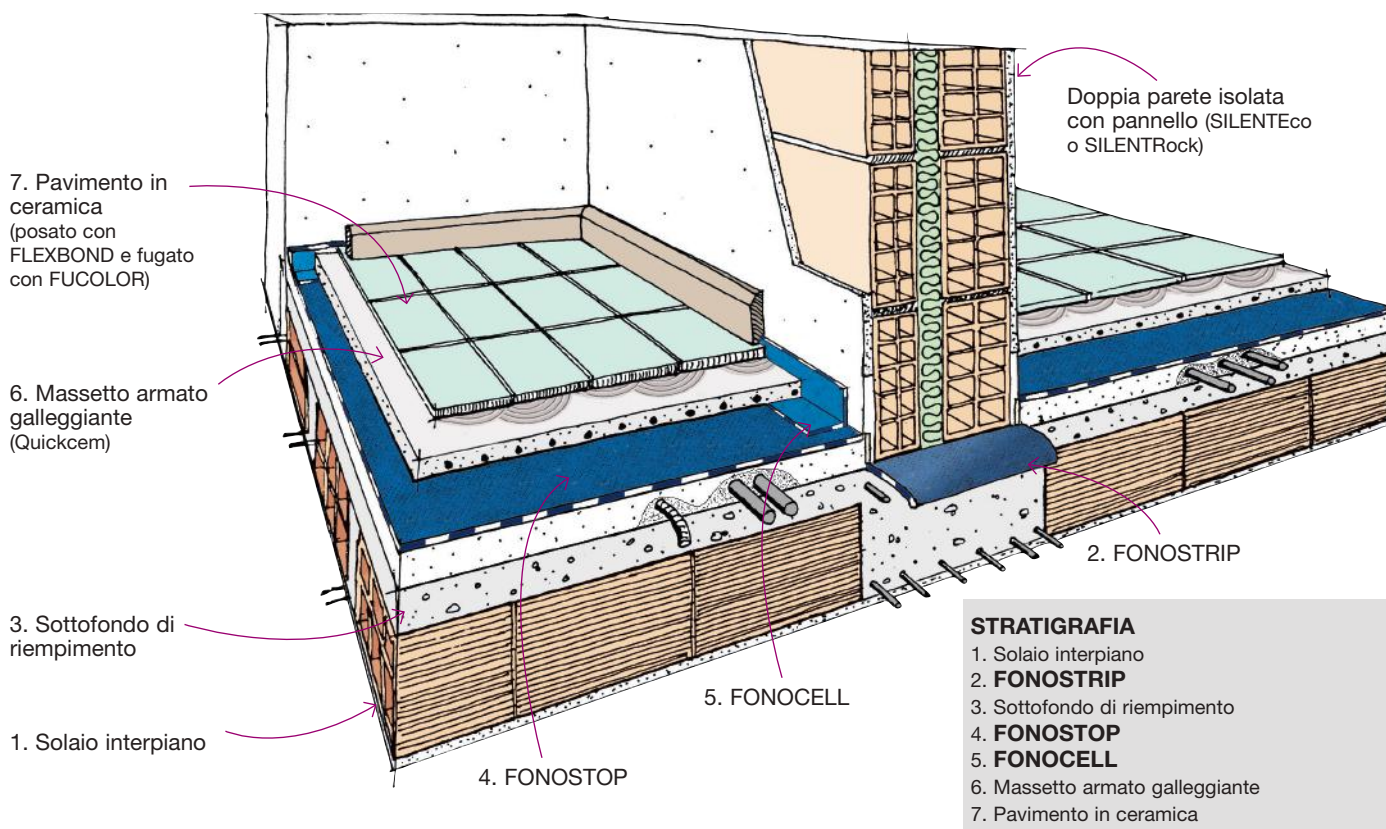 Doppia parete isolata
con pannello (SILENTEco
o SILENTRock)
7. Pavimento in
ceramica
(posato con
FLEXBOND e fugato
con FUCOLOR)
6. Massetto armato
galleggiante
(Quickcem)
3. Sottofondo di
riempimento
1. Solaio interpiano
4. FONOSTOP
5. FONOCELL
2. FONOSTRIP
STRATIGRAFIA
1. Solaio interpiano
2. FONOSTRIP
3. Sottofondo di riempimento
4. FONOSTOP
5. FONOCELL
6. Massetto armato galleggiante
7. Pavimento in ceramica